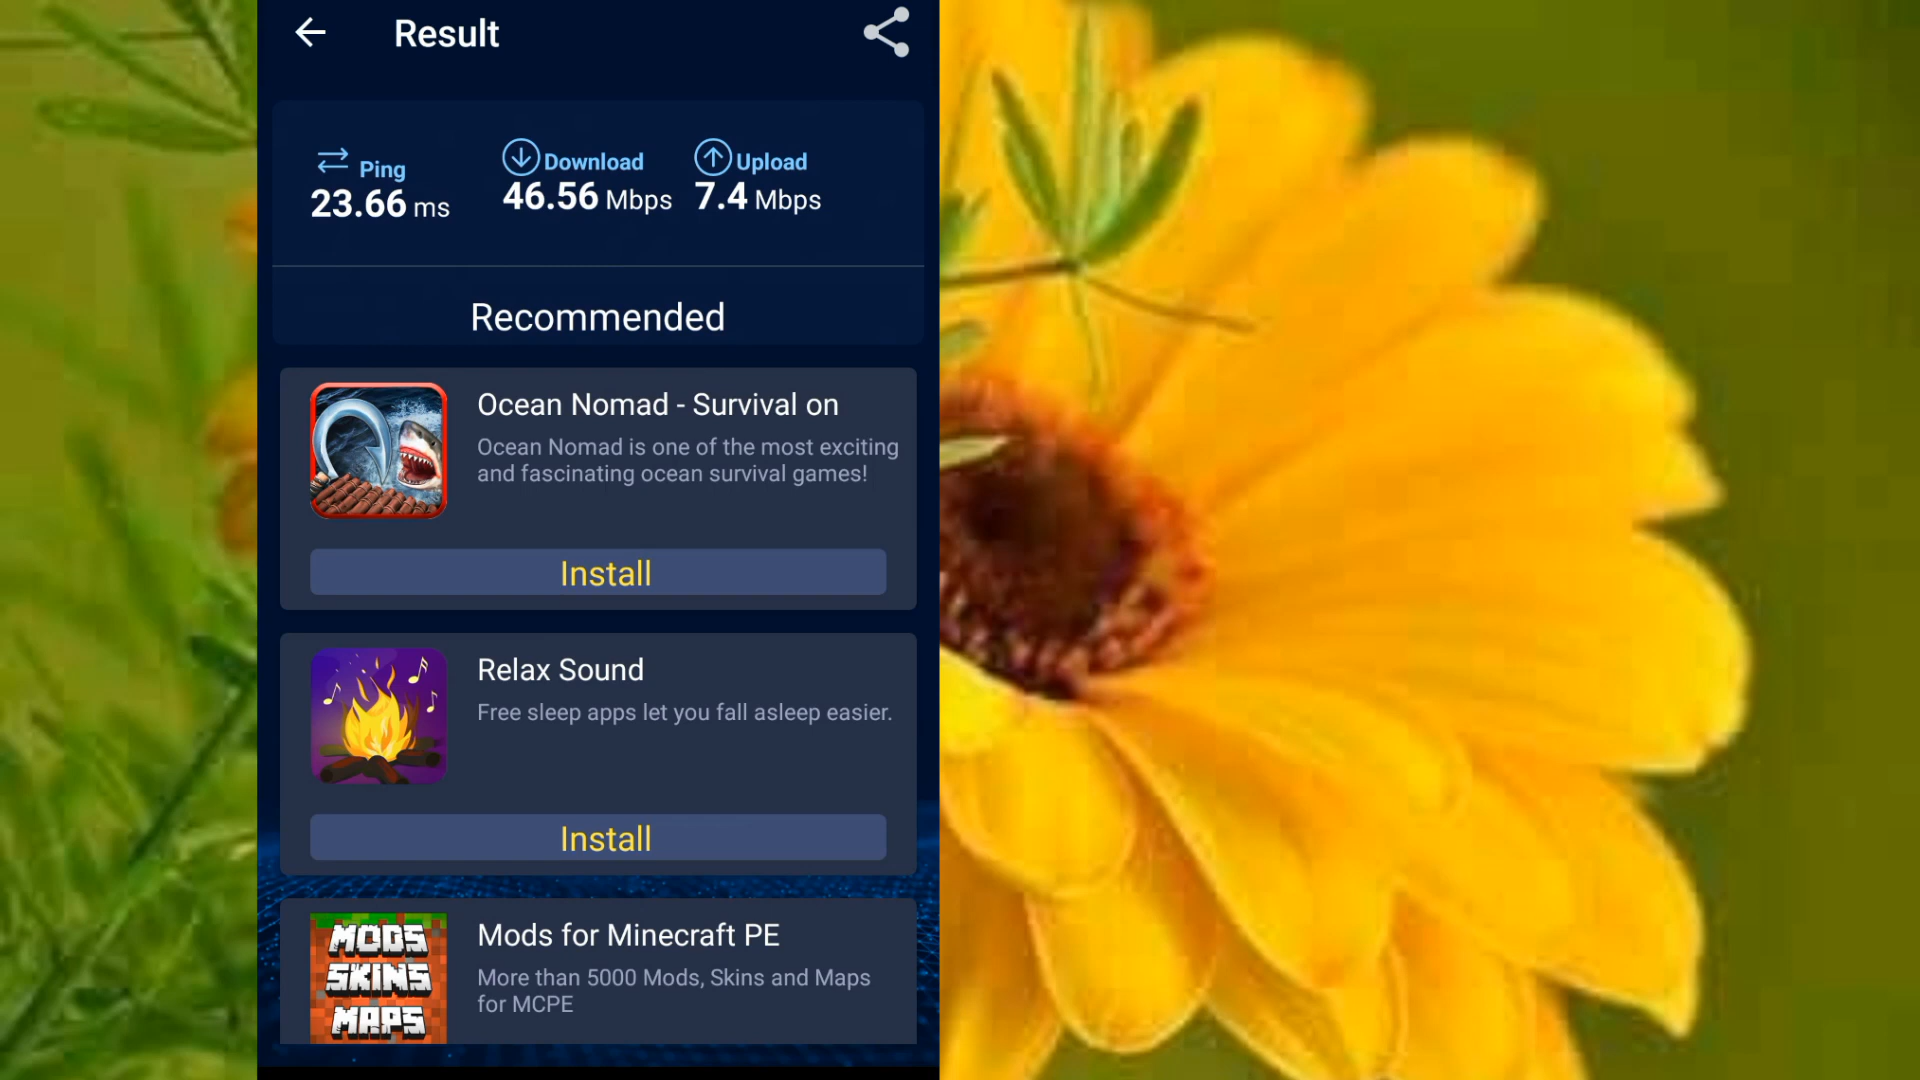 Result
Ping
23.66 ms
Download
46.56 Mbps
Upload
7.4 Mbps
Recommended
Ocean Nomad - Survival on
Ocean Nomad is one of the most exciting
and fascinating ocean survival games!
Install
Relax Sound
Free sleep apps let you fall asleep easier.
Install
MODS
SKINS
MAPS
Mods for Minecraft PE
More than 5000 Mods, Skins and Maps
for MCPE